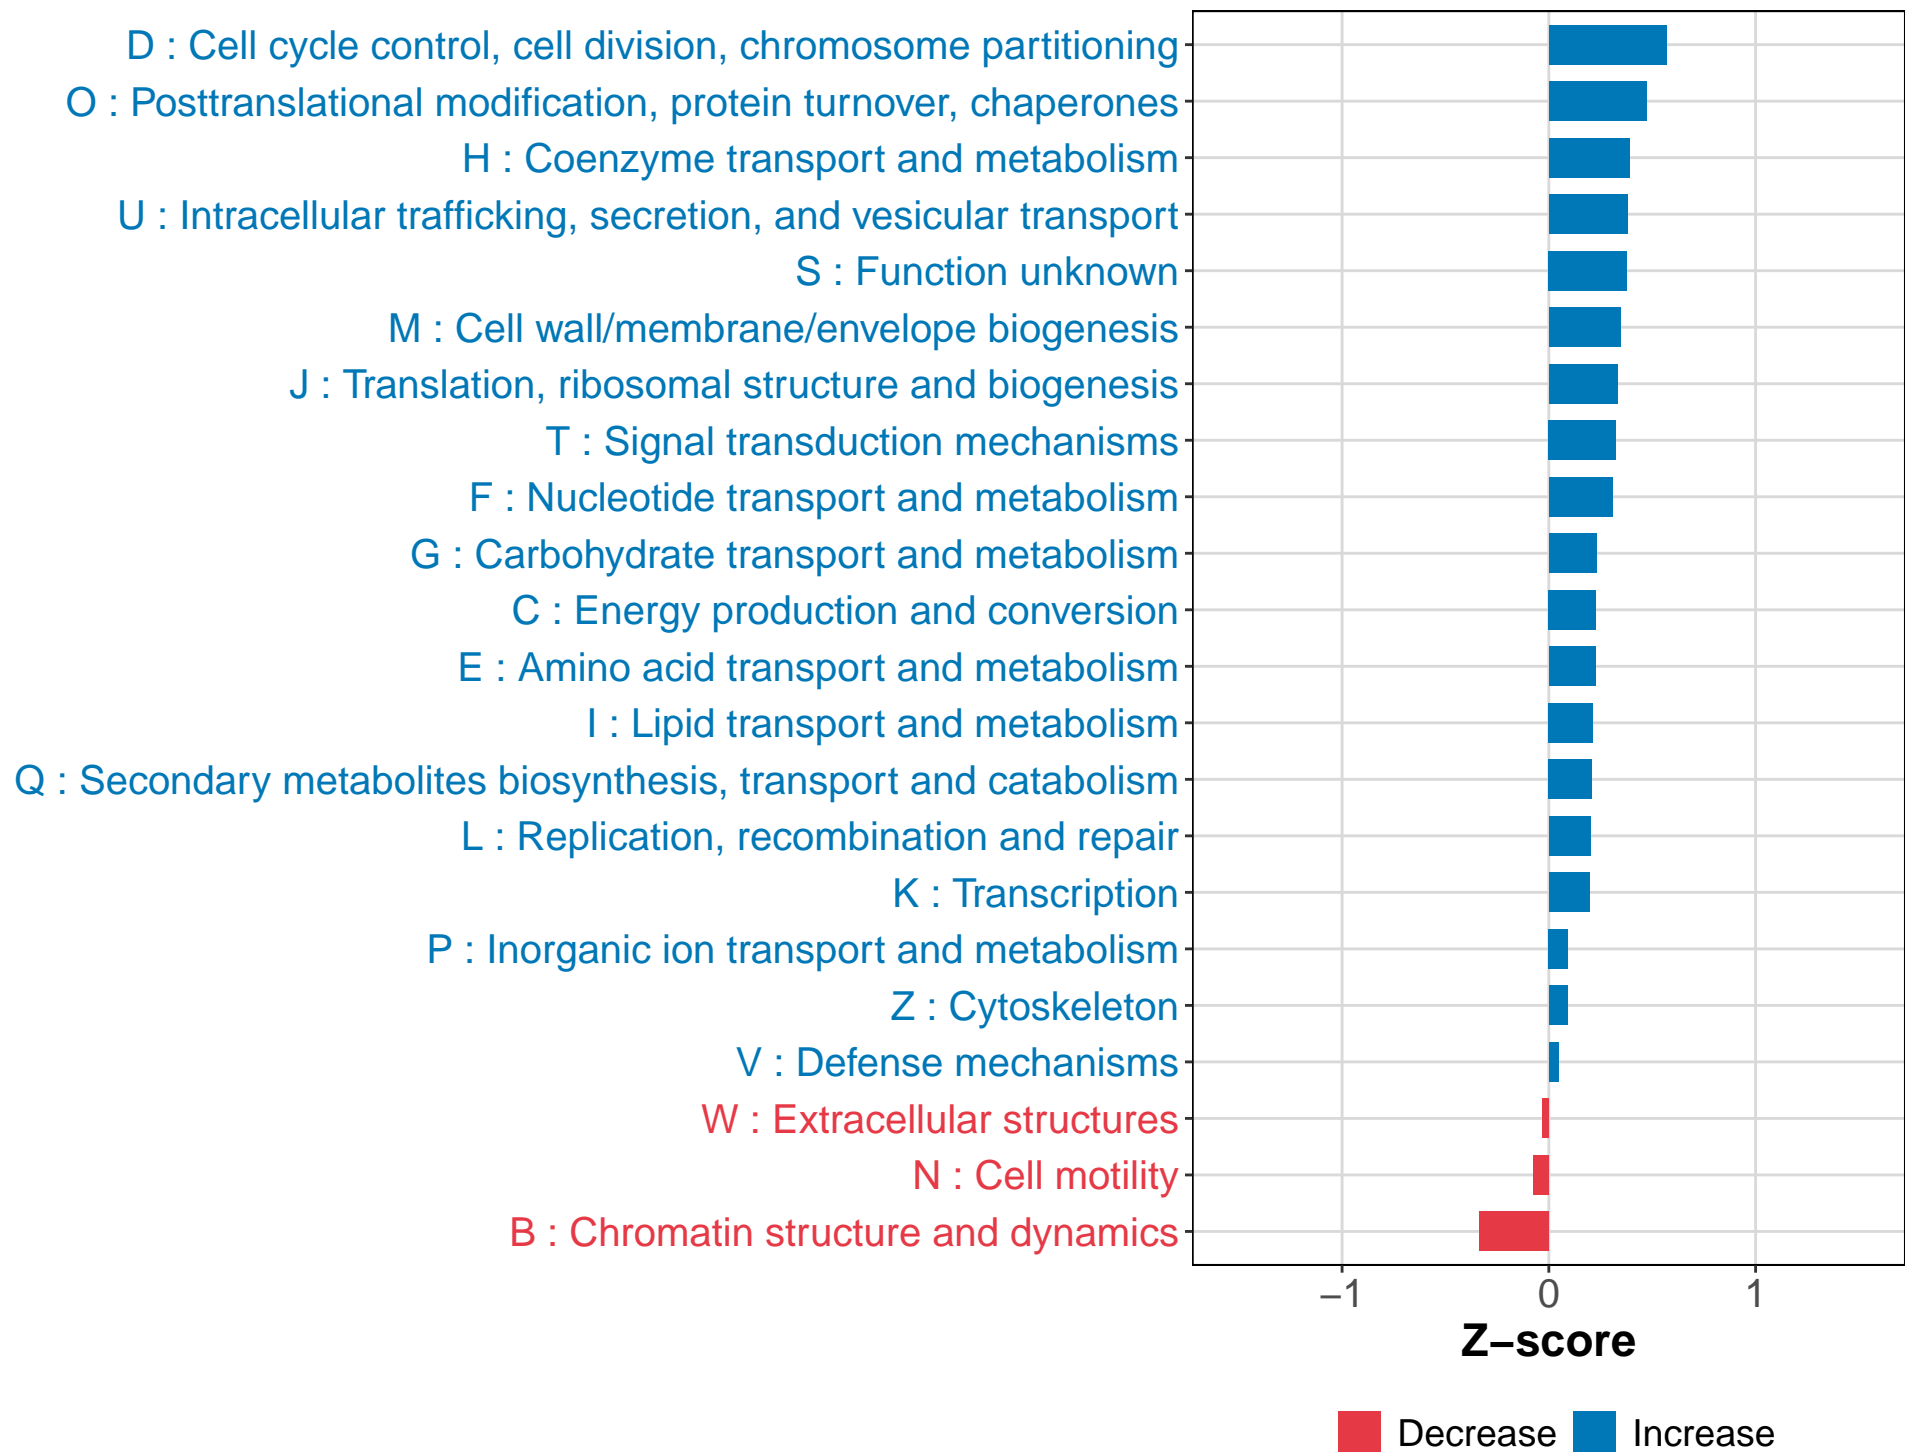 D : Cell cycle control, cell division, chromosome partitioning
O : Posttranslational modification, protein turnover, chaperones
H : Coenzyme transport and metabolism
U : Intracellular trafficking, secretion, and vesicular transport
S : Function unknown
M : Cell wall/membrane/envelope biogenesis
J : Translation, ribosomal structure and biogenesis
T : Signal transduction mechanisms
F : Nucleotide transport and metabolism
G : Carbohydrate transport and metabolism
C : Energy production and conversion
E : Amino acid transport and metabolism
I : Lipid transport and metabolism
Q : Secondary metabolites biosynthesis, transport and catabolism
L : Replication, recombination and repair
K : Transcription
P : Inorganic ion transport and metabolism
Z : Cytoskeleton
V : Defense mechanisms
W : Extracellular structures
N : Cell motility
B : Chromatin structure and dynamics
−1 0 1
Z−score
Decrease Increase